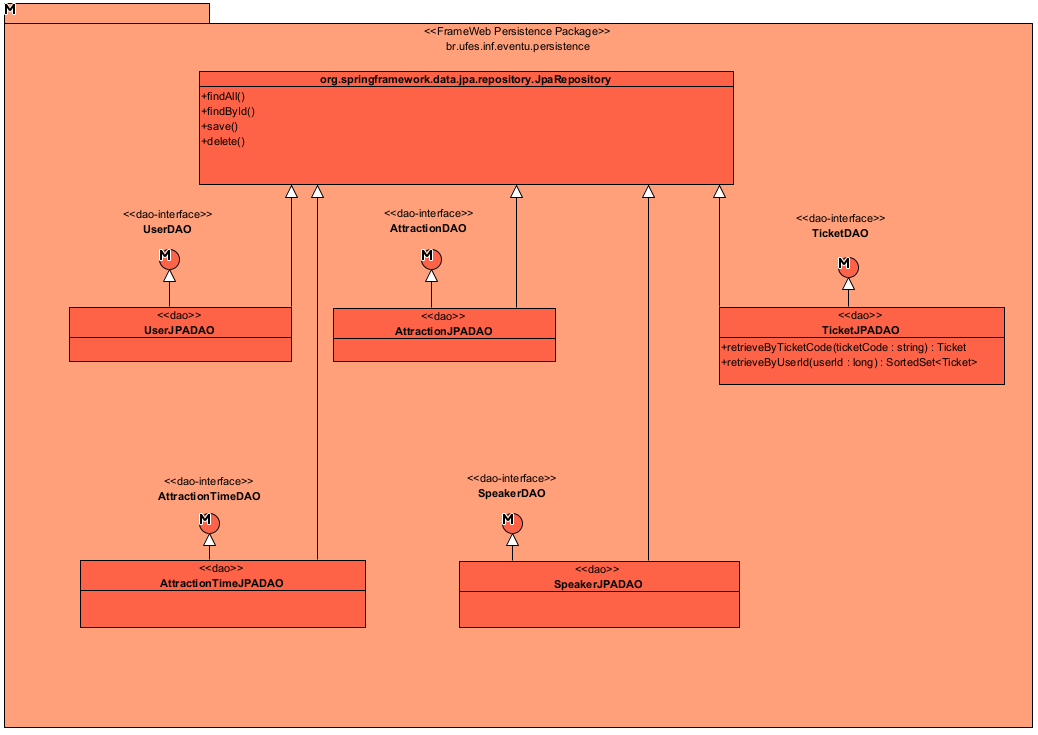 M
<<FrameWeb Persistence Package>>
br.ufes.inf.eventu.persistence
org.springframework.data.jpa.repository.JpaRepository
+findAll()
+findById()
+save()
+delete()
<<dao-interface>>
UserDAO
M
<<dao>>
UserJPADAO
<<dao-interface>>
AttractionDAO
M
<<dao>>
AttractionJPADAO
<<dao-interface>>
TicketDAO
M
<<dao>>
TicketJPADAO
+retrieveByTicketCode(ticketCode : string) : Ticket
+retrieveByUserId(userId : long) : SortedSet<Ticket>
<<dao-interface>>
AttractionTimeDAO
M
<<dao>>
AttractionTimeJPADAO
<<dao-interface>>
SpeakerDAO
M
<<dao>>
SpeakerJPADAO